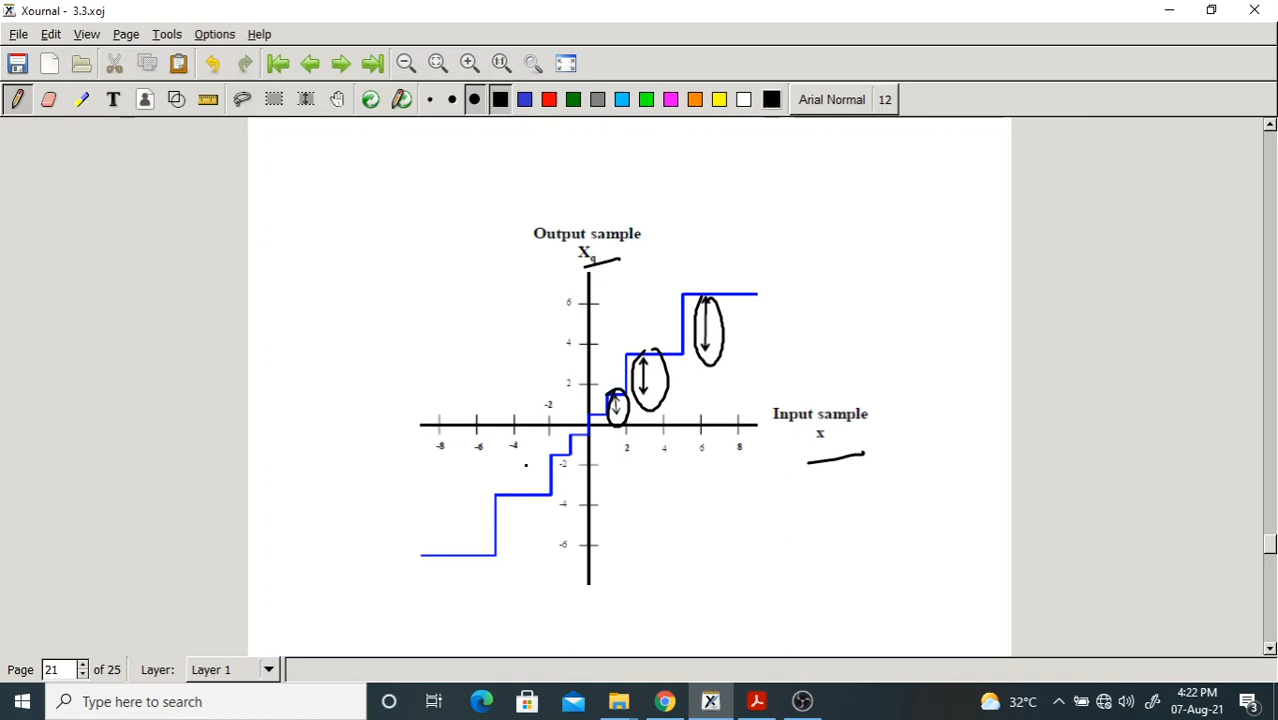 Xournal - 3.3.xoj
File Edit View Page Tools Options Help
Arial Normal 12
Output sample
Xq
6
4
2
-2
-8 -6 -4 2 4 6 8
-2
-4
-6
Input sample
x
Page 21 of 25 Layer: Layer 1
Type here to search
32°C
4:22 PM
07-Aug-21
3